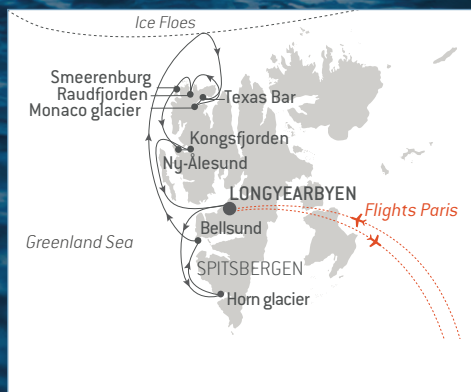 Ice Floes
Smeerenburg
Raudfjorden
Monaco glacier
Texas Bar
Kongsfjorden
Ny-Ålesund
LONGYEARBYEN
Flights Paris
Bellsund
Greenland Sea
SPITSBERGEN
Horn glacier